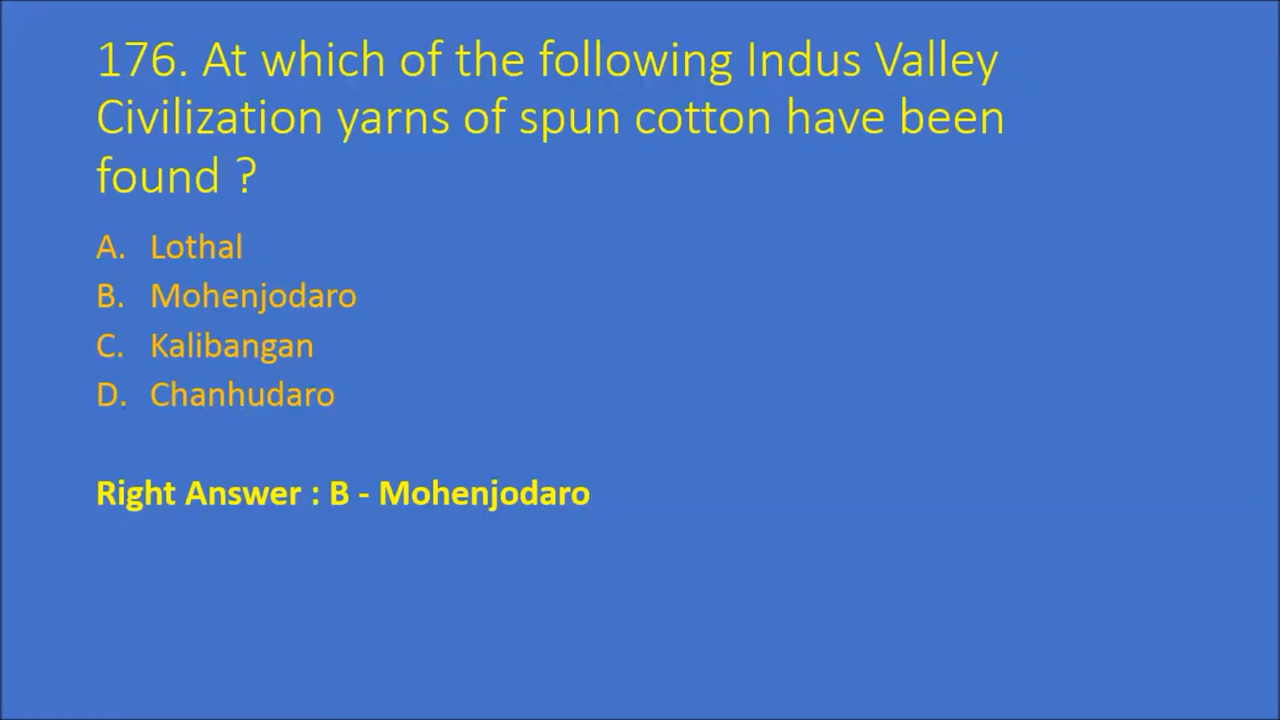 176. At which of the following Indus Valley
Civilization yarns of spun cotton have been
found ?
A. Lothal
B. Mohenjodaro
C. Kalibangan
D. Chanhudaro
Right Answer : B - Mohenjodaro